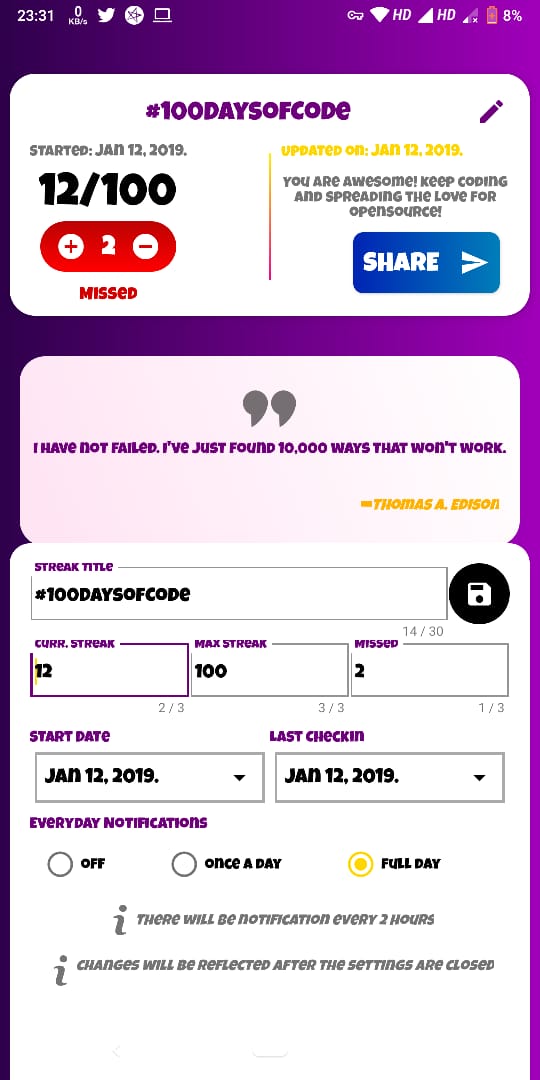 23:31 0 KB/s HD HD 8%
#100DaysOfCode
Started: Jan 12, 2019.
Updated on: Jan 12, 2019.
12/100
You are awesome! Keep coding
and spreading the love for
opensource!
2
Missed
SHARE
I have not failed. I've just found 10,000 ways that won't work.
-Thomas A. Edison
Streak Title
#100DaysOfCode
14 / 30
Curr. Streak Max Streak Missed
12 100 2
2 / 3 3 / 3 1 / 3
Start Date Last Checkin
Jan 12, 2019. Jan 12, 2019.
Everyday Notifications
Off Once a day Full Day
There will be notification every 2 hours
Changes will be reflected after the settings are closed